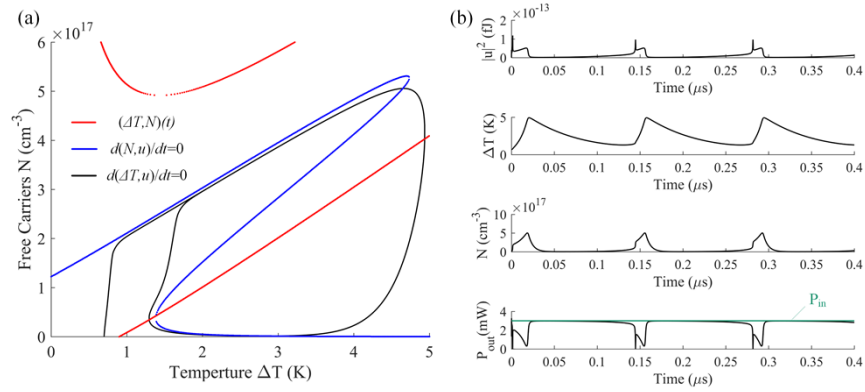 (a)
×10¹⁷
Free Carriers N (cm⁻³)
6
5
4
3
2
1
0
(ΔT,N)(t)
d(N,u)/dt=0
d(ΔT,u)/dt=0
0 1 2 3 4 5
Temperture ΔT (K)
(b)
×10⁻¹³
|u|² (fJ)
2
1
0
0 0.05 0.1 0.15 0.2 0.25 0.3 0.35 0.4
Time (μs)
ΔT (K)
5
0
0 0.05 0.1 0.15 0.2 0.25 0.3 0.35 0.4
Time (μs)
×10¹⁷
N (cm⁻³)
10
5
0
0 0.05 0.1 0.15 0.2 0.25 0.3 0.35 0.4
Time (μs)
P_in
P_out (mW)
4
2
0
0 0.05 0.1 0.15 0.2 0.25 0.3 0.35 0.4
Time (μs)